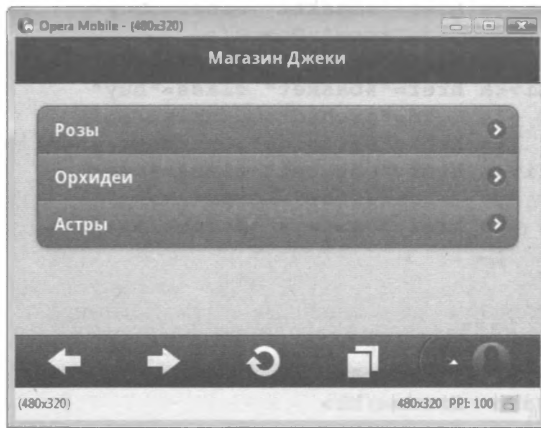 Opera Mobile - (480x320)
Магазин Джеки
Розы
Орхидеи
Астры
(480x320)
480x320 PPI: 100